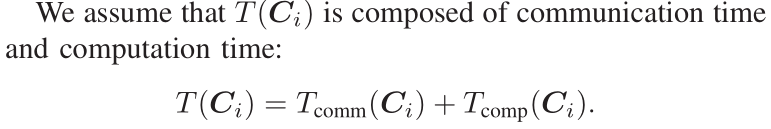 We assume that T(C_i) is composed of communication time
and computation time:
T(C_i) = T_comm(C_i) + T_comp(C_i).